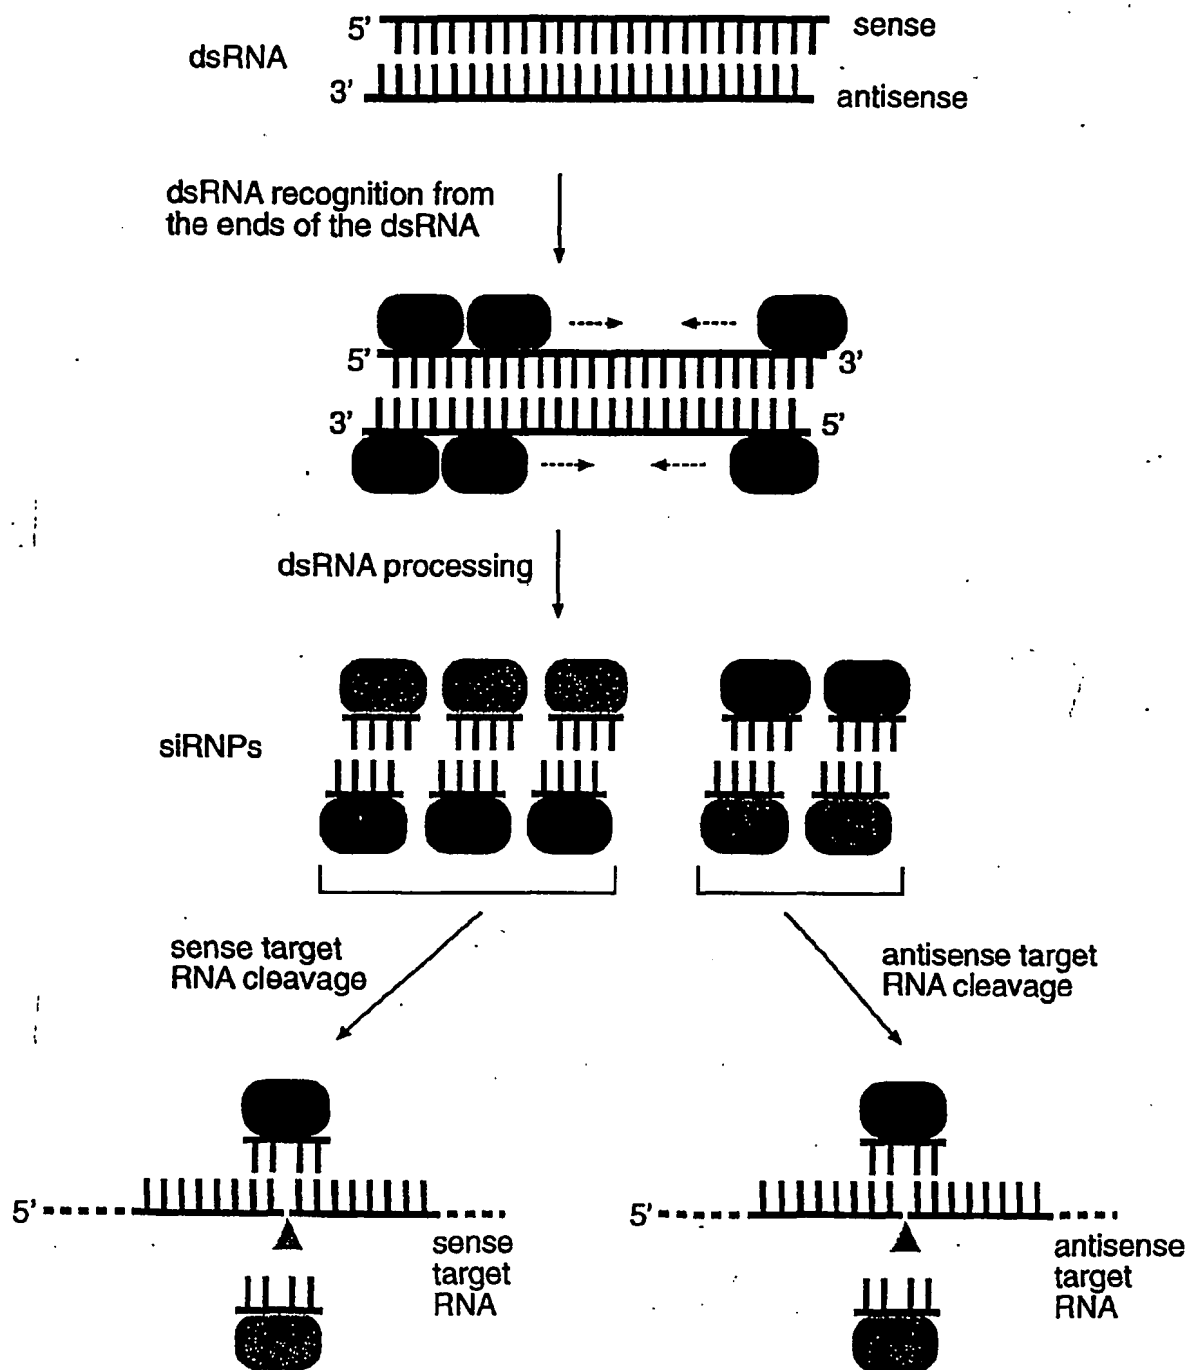 5'
sense
dsRNA
3'
antisense
dsRNA recognition from
the ends of the dsRNA
5'
3'
3'
5'
dsRNA processing
siRNPs
sense target
RNA cleavage
antisense target
RNA cleavage
5'
sense
target
RNA
5'
antisense
target
RNA